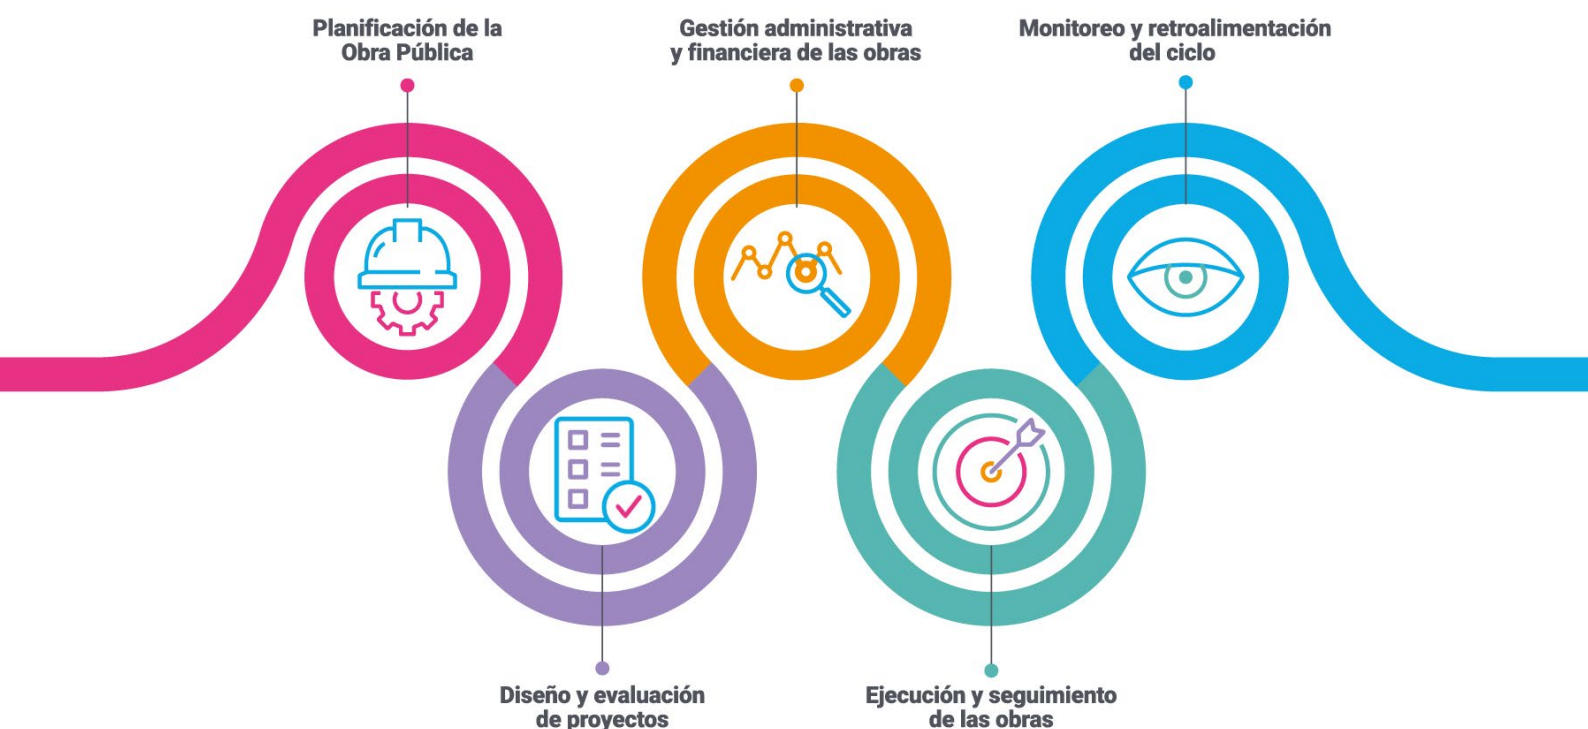 Planificación de la
Obra Pública
Gestión administrativa
y financiera de las obras
Monitoreo y retroalimentación
del ciclo
Diseño y evaluación
de proyectos
Ejecución y seguimiento
de las obras